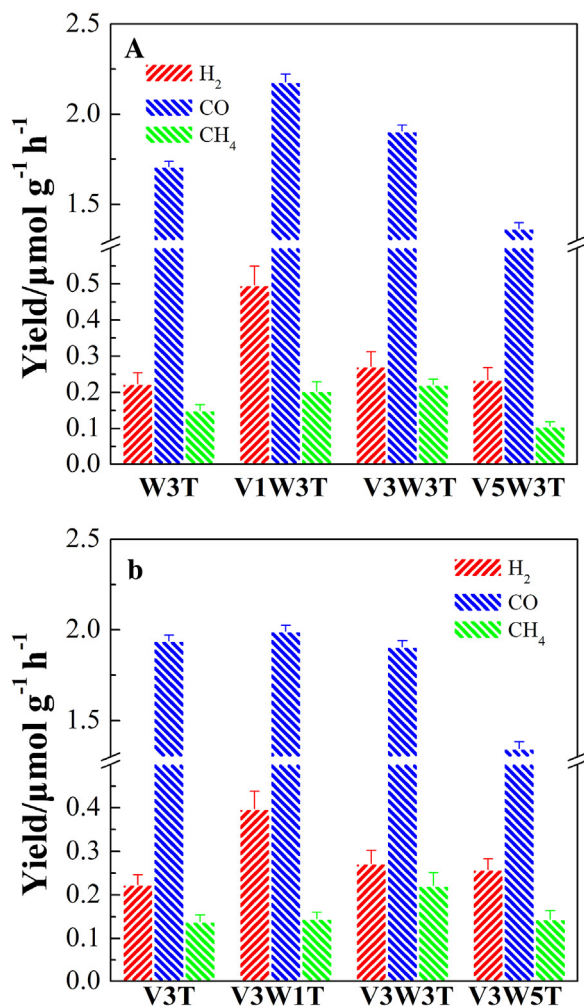 A
H₂
CO
CH₄
Yield/μmol g⁻¹ h⁻¹
2.5
2.0
1.5
0.5
0.4
0.3
0.2
0.1
0.0
W3T V1W3T V3W3T V5W3T
b
H₂
CO
CH₄
Yield/μmol g⁻¹ h⁻¹
2.5
2.0
1.5
0.4
0.3
0.2
0.1
0.0
V3T V3W1T V3W3T V3W5T